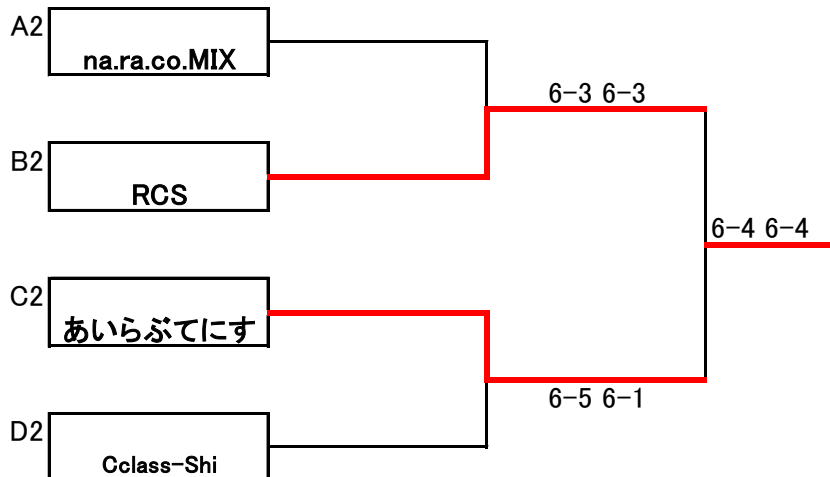 A2
na.ra.co.MIX
6-3 6-3
B2
RCS
6-4 6-4
C2
あいらぶてにす
6-5 6-1
D2
Cclass-Shi